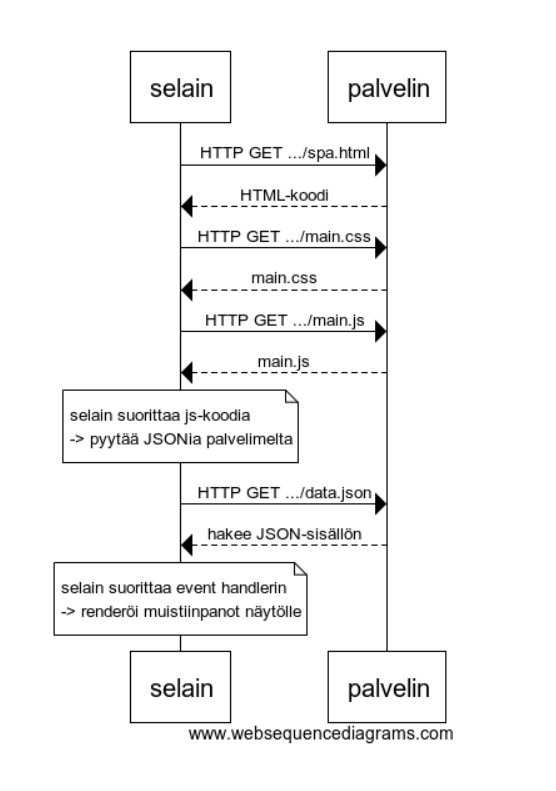 selain
palvelin
HTTP GET .../spa.html
HTML-koodi
HTTP GET .../main.css
main.css
HTTP GET .../main.js
main.js
selain suorittaa js-koodia
-> pyytää JSONia palvelimelta
HTTP GET .../data.json
hakee JSON-sisällön
selain suorittaa event handlerin
-> renderöi muistiinpanot näytölle
selain
palvelin
www.websequencediagrams.com